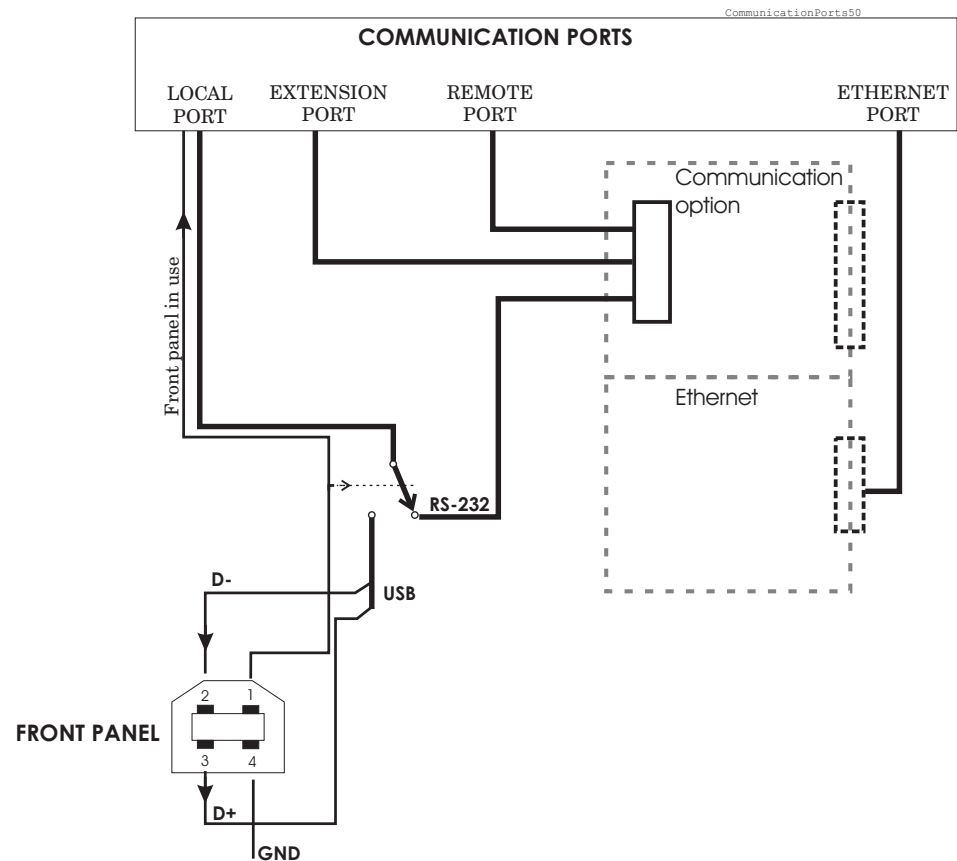 CommunicationPorts50
COMMUNICATION PORTS
LOCAL
PORT
EXTENSION
PORT
REMOTE
PORT
ETHERNET
PORT
Communication
option
Front panel in use
Ethernet
RS-232
D-
USB
2 1
FRONT PANEL
3 4
D+
GND